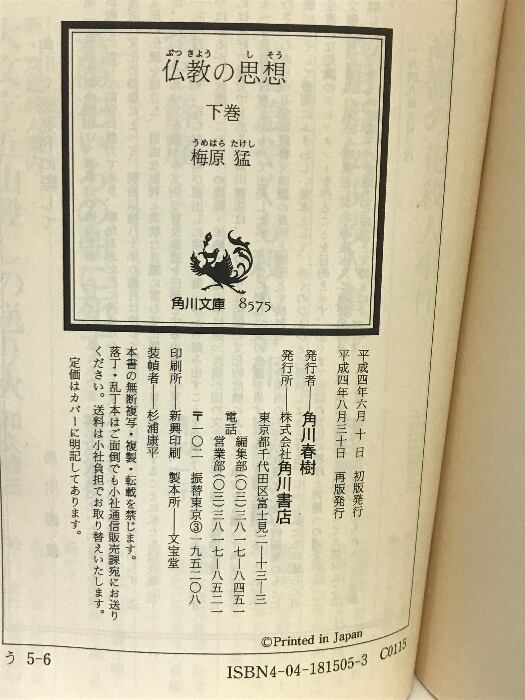 ぶつ きよう し そう
仏教の思想
下巻
うめはら たけし
梅原 猛
角川文庫 8575
平成四年六月 十 日 初版発行
平成四年八月三十日 再版発行
発行者―角川春樹
発行所―株式会社角川書店
東京都千代田区富士見二―十三―三
電話 編集部(〇三)三八一七―八四五一
営業部(〇三)三八一七―八五二一
〒一〇二 振替東京③一九五二〇八
印刷所―新興印刷 製本所―文宝堂
装幀者―杉浦康平
本書の無断複写・複製・転載を禁じます。
落丁・乱丁本はご面倒でも小社通信販売課宛にお送り
ください。送料は小社負担でお取り替えいたします。
定価はカバーに明記してあります。
©Printed in Japan
う 5-6
ISBN4-04-181505-3 C0115